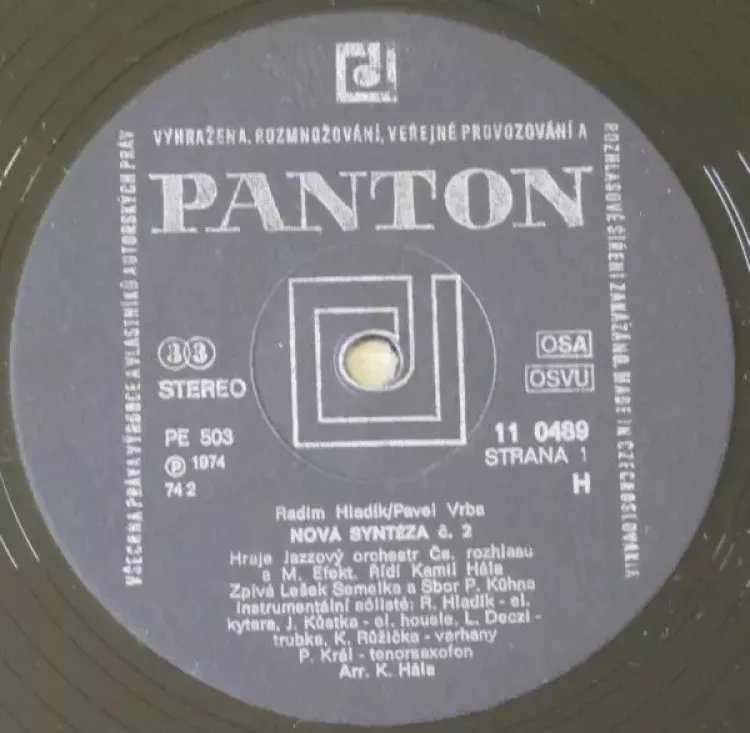 VYHRAŽENA. ROZMNOŽOVÁNÍ, VEŘEJNÉ PROVOZOVÁNÍ A
VŠECHNA PRÁVA VÝROBCE A VLASTNÍKŮ AUTORSKÝCH PRÁV
ROZHLASOVÉ ŠÍŘENÍ ZAKÁZÁNO. MADE IN CZECHOSLOVAKIA
PANTON
33
STEREO
OSA
OSVU
PE 503
℗ 1974
74 2
11 0489
STRANA 1
H
Radim Hladík/Pavel Vrba
NOVÁ SYNTÉZA č. 2
Hraje Jazzový orchestr Čs. rozhlasu
a M. Efekt. Řídí Kamil Hála
Zpívá Lešek Semelka a Sbor P. Kühna
Instrumentální sólisté: R. Hladík - el.
kytara, J. Kůstka - el. housle, L. Deczi -
trubka, K. Růžička - varhany
P. Král - tenorsaxofon
Arr. K. Hála